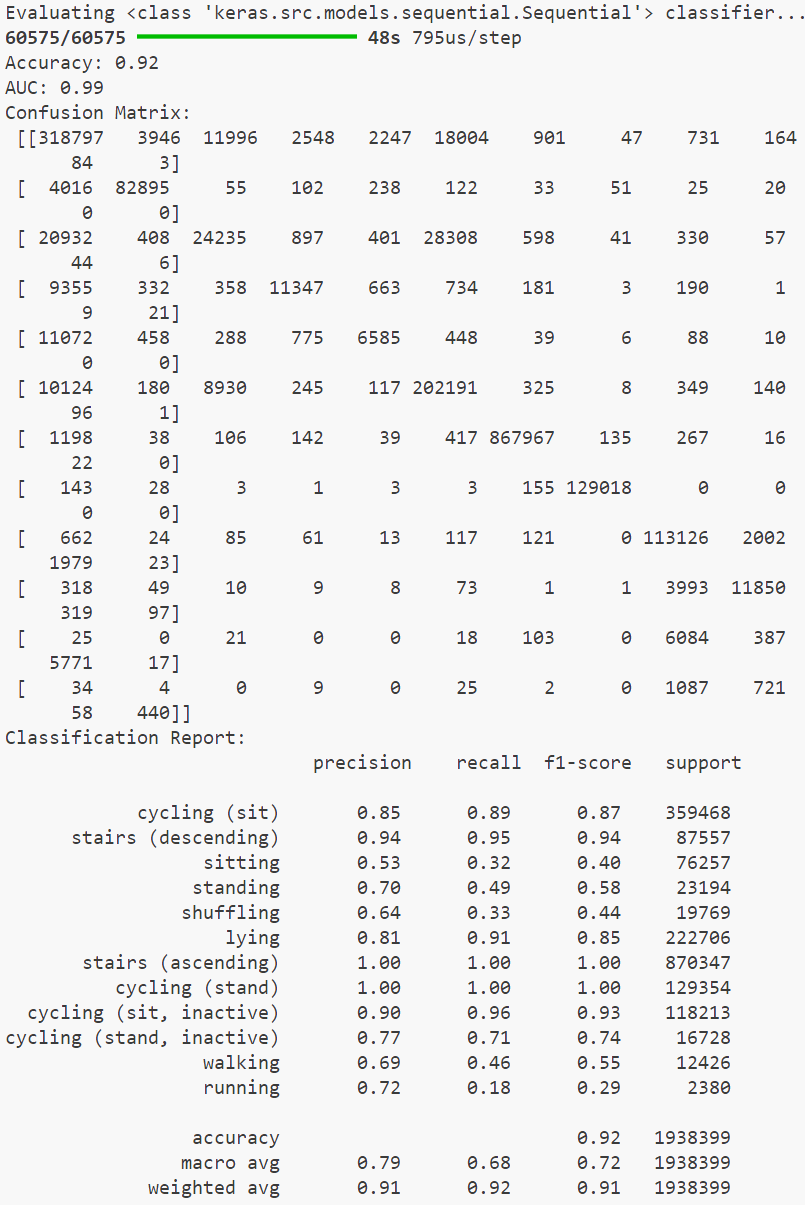 Evaluating <class 'keras.src.models.sequential.Sequential'> classifier...
60575/60575 48s 795us/step
Accuracy: 0.92
AUC: 0.99
Confusion Matrix:
[[318797 3946 11996 2548 2247 18004 901 47 731 164
84 3]
[ 4016 82895 55 102 238 122 33 51 25 20
0 0]
[ 20932 408 24235 897 401 28308 598 41 330 57
44 6]
[ 9355 332 358 11347 663 734 181 3 190 1
9 21]
[ 11072 458 288 775 6585 448 39 6 88 10
0 0]
[ 10124 180 8930 245 117 202191 325 8 349 140
96 1]
[ 1198 38 106 142 39 417 867967 135 267 16
22 0]
[ 143 28 3 1 3 3 155 129018 0 0
0 0]
[ 662 24 85 61 13 117 121 0 113126 2002
1979 23]
[ 318 49 10 9 8 73 1 1 3993 11850
319 97]
[ 25 0 21 0 0 18 103 0 6084 387
5771 17]
[ 34 4 0 9 0 25 2 0 1087 721
58 440]]
Classification Report:
precision recall f1-score support
cycling (sit) 0.85 0.89 0.87 359468
stairs (descending) 0.94 0.95 0.94 87557
sitting 0.53 0.32 0.40 76257
standing 0.70 0.49 0.58 23194
shuffling 0.64 0.33 0.44 19769
lying 0.81 0.91 0.85 222706
stairs (ascending) 1.00 1.00 1.00 870347
cycling (stand) 1.00 1.00 1.00 129354
cycling (sit, inactive) 0.90 0.96 0.93 118213
cycling (stand, inactive) 0.77 0.71 0.74 16728
walking 0.69 0.46 0.55 12426
running 0.72 0.18 0.29 2380
accuracy 0.92 1938399
macro avg 0.79 0.68 0.72 1938399
weighted avg 0.91 0.92 0.91 1938399